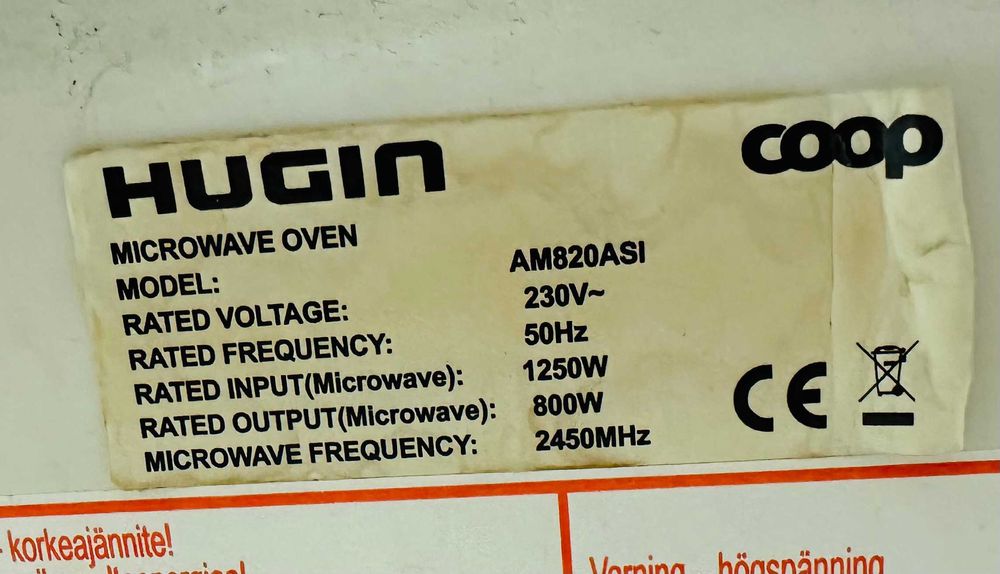 HUGIN
coop
MICROWAVE OVEN
MODEL: AM820ASI
RATED VOLTAGE: 230V~
RATED FREQUENCY: 50Hz
RATED INPUT(Microwave): 1250W
RATED OUTPUT(Microwave): 800W
MICROWAVE FREQUENCY: 2450MHz
CE
- korkeajännite!
Varning – högspänning